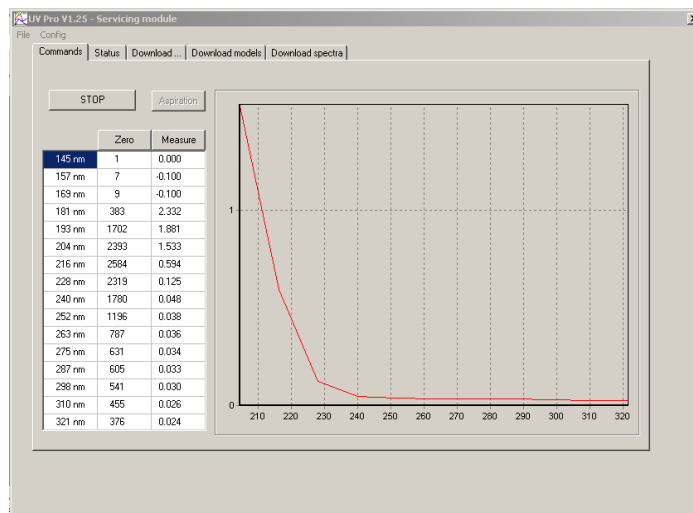 UV Pro V1.25 - Servicing module
File Config
Commands Status Download ... Download models Download spectra
STOP Aspiration
Zero Measure
145 nm 1 0.000
157 nm 7 -0.100
169 nm 9 -0.100
181 nm 383 2.332
193 nm 1702 1.881
204 nm 2393 1.533
216 nm 2584 0.594
228 nm 2319 0.125
240 nm 1780 0.048
252 nm 1196 0.038
263 nm 787 0.036
275 nm 631 0.034
287 nm 605 0.033
298 nm 541 0.030
310 nm 455 0.026
321 nm 376 0.024
1
0
210 220 230 240 250 260 270 280 290 300 310 320